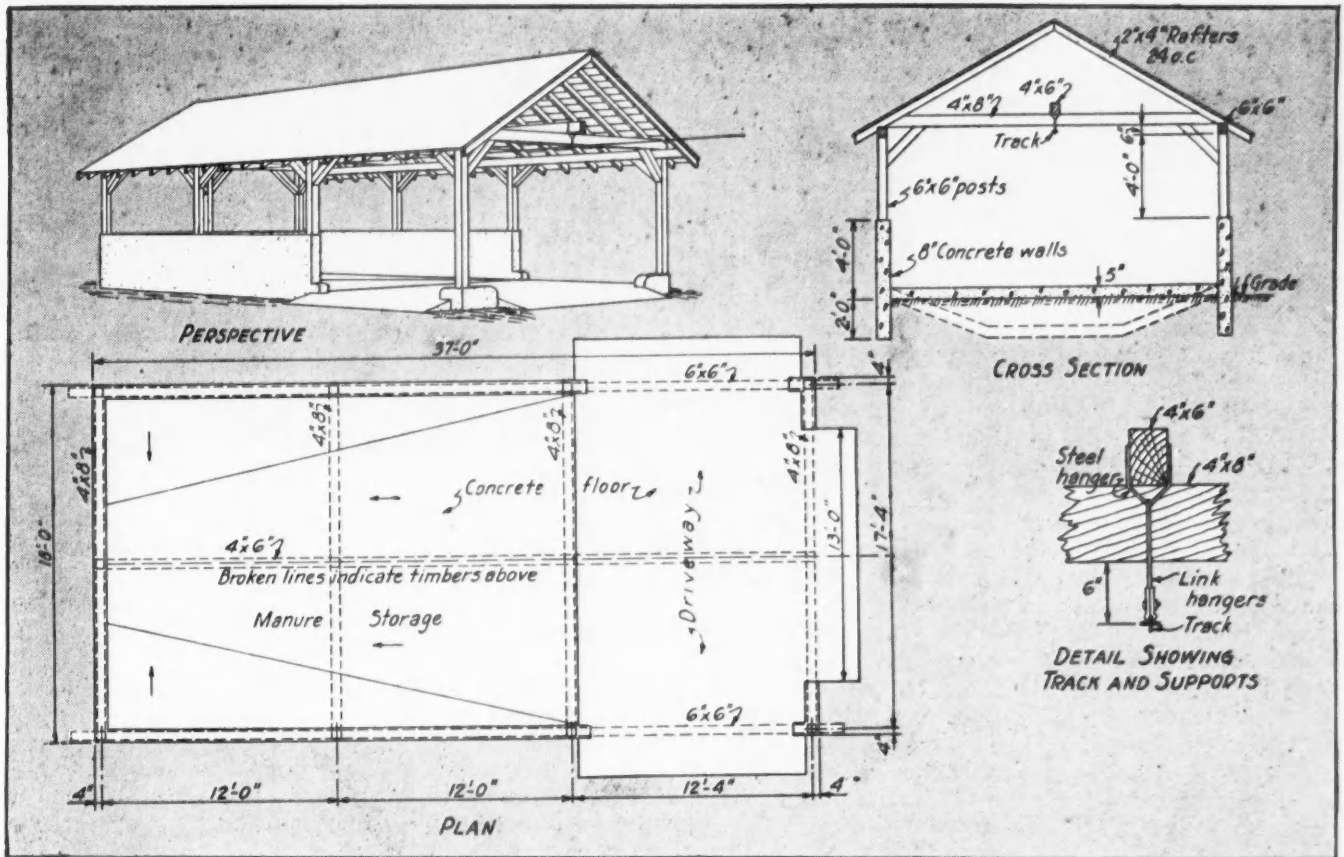 PERSPECTIVE
2"x4" Rafters
24 o.c
4"x6"
4"x8"
6"x6"
Track
6"
4'-0"
6"x6" posts
4'-0"
8" Concrete walls
5"
Grade
2'-0"
CROSS SECTION
37'-0"
6"x6"
4"
4"x8"
4"x8"
4"x8"
4"x8"
Concrete floor
Driveway
18'-0"
13'-0"
17'-4"
4"x6"
Broken lines indicate timbers above
Manure Storage
6"x6"
4"
4"
12'-0"
12'-0"
12'-4"
4"
PLAN
4"x6"
Steel
hanger
4"x8"
6"
Link
hangers
Track
DETAIL SHOWING
TRACK AND SUPPORTS